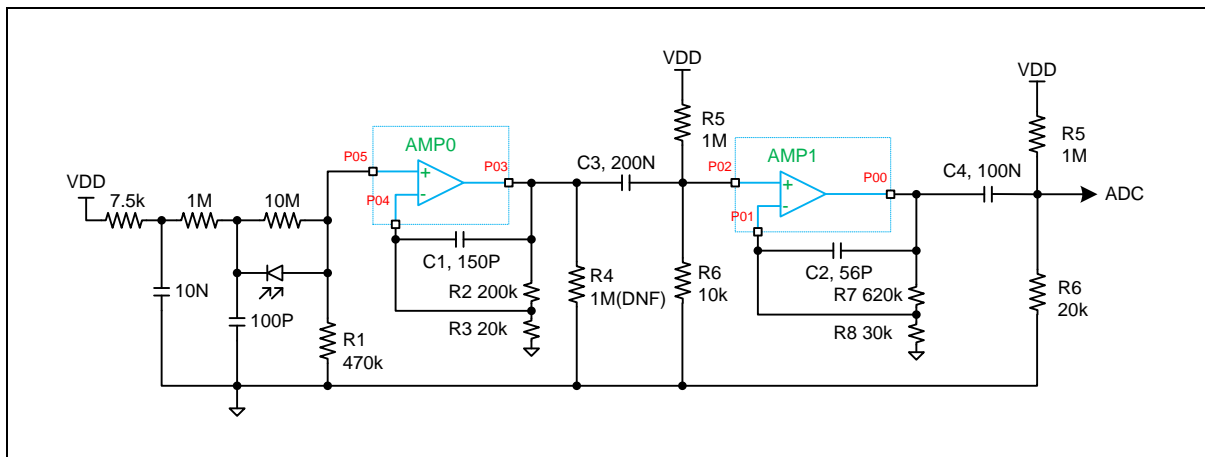 VDD
7.5k
1M
10M
10N
100P
R1
470k
P05
AMP0
P03
P04
+
-
C1, 150P
R2 200k
R3 20k
R4
1M(DNF)
C3, 200N
VDD
R5
1M
R6
10k
P02
AMP1
P00
P01
+
-
C2, 56P
R7 620k
R8 30k
C4, 100N
VDD
R5
1M
ADC
R6
20k